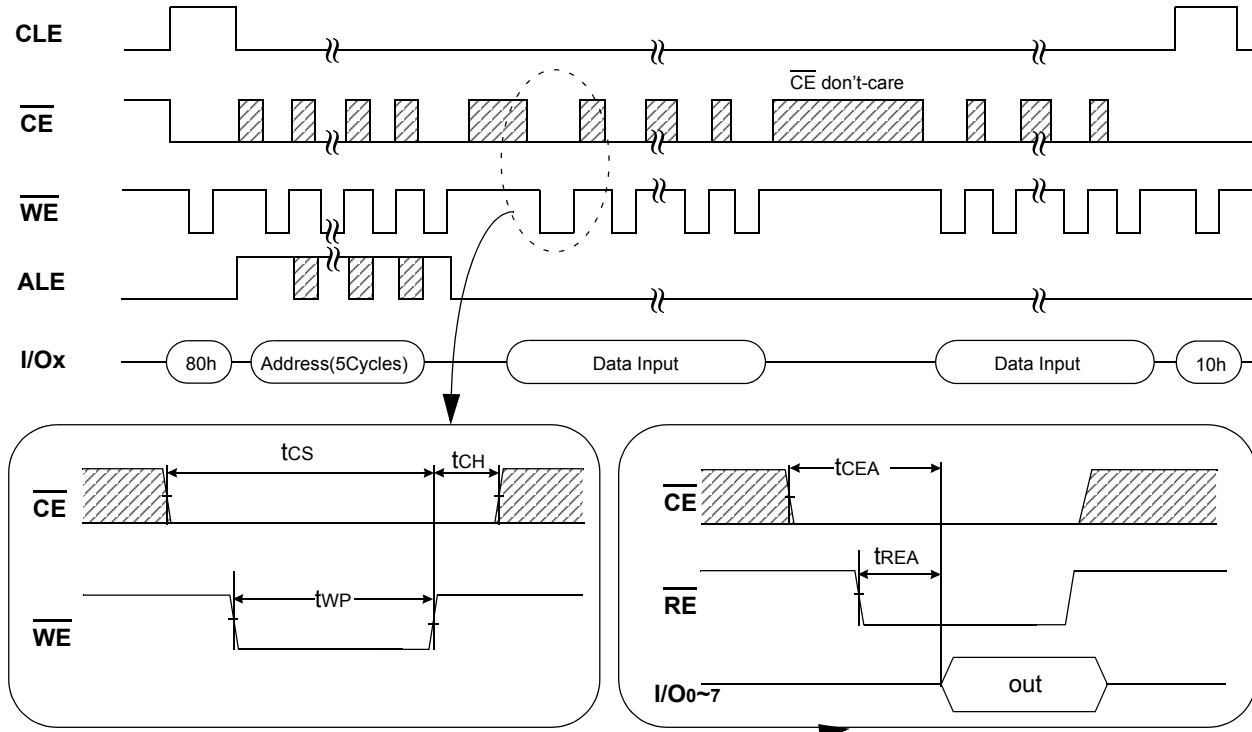 CLE
CE don't-care
CE
WE
ALE
I/Ox
80h
Address(5Cycles)
Data Input
Data Input
10h
tCS
tCH
CE
tWP
WE
tCEA
CE
tREA
RE
I/O0~7
out